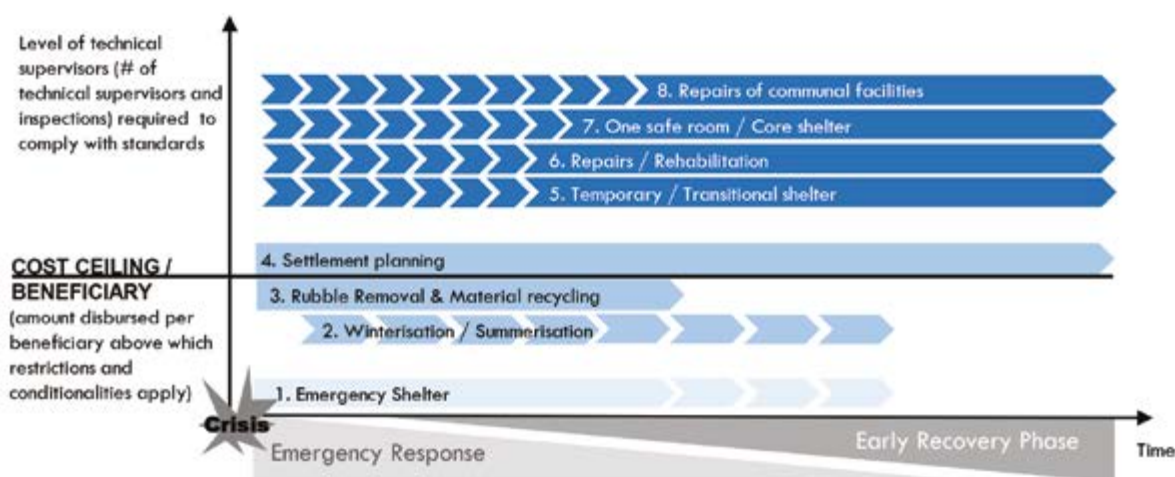 Level of technical
supervisors (# of
technical supervisors and
inspections) required to
comply with standards
8. Repairs of communal facilities
7. One safe room / Core shelter
6. Repairs / Rehabilitation
5. Temporary / Transitional shelter
4. Settlement planning
COST CEILING /
BENEFICIARY
(amount disbursed per
beneficiary above which
restrictions and
conditionalities apply)
3. Rubble Removal & Material recycling
2. Winterisation / Summerisation
1. Emergency Shelter
Crisis
Emergency Response
Early Recovery Phase
Time